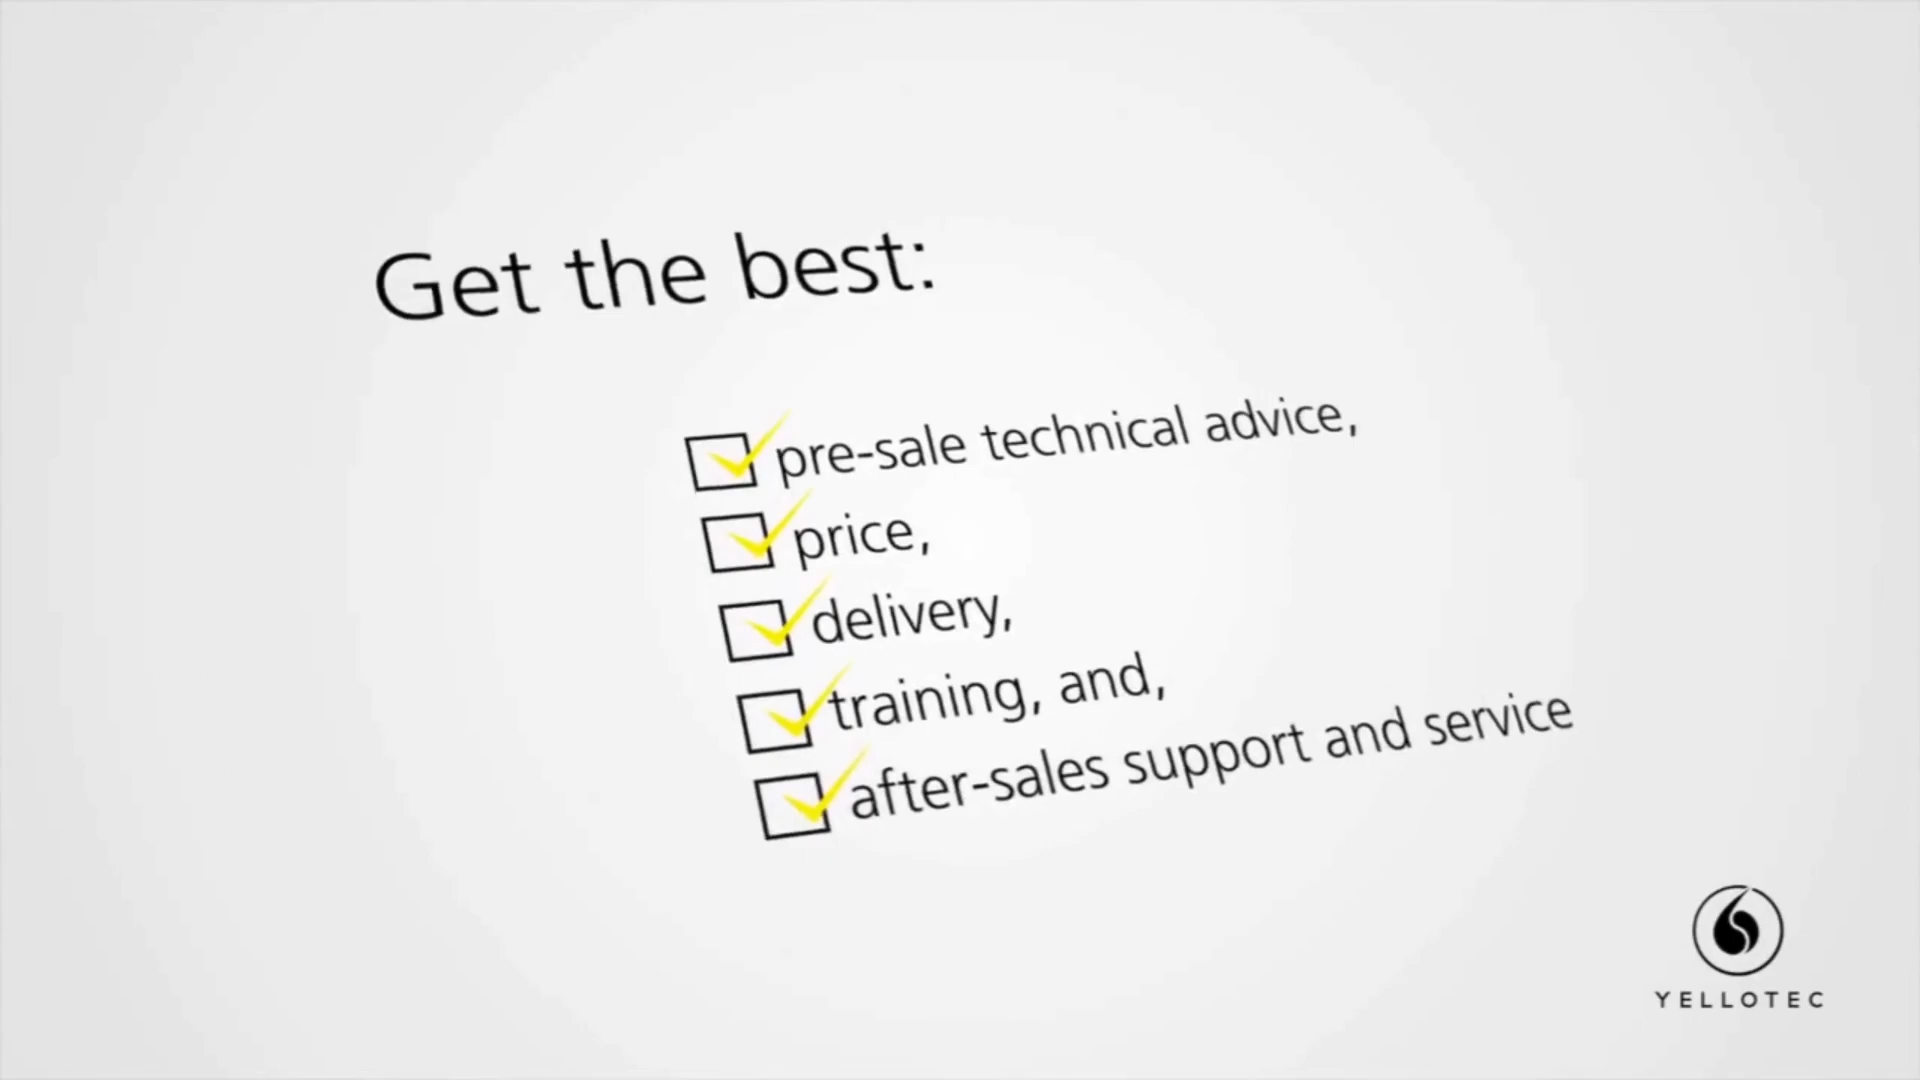 Get the best:
pre-sale technical advice,
price,
delivery,
training, and,
after-sales support and service
YELLOTEC